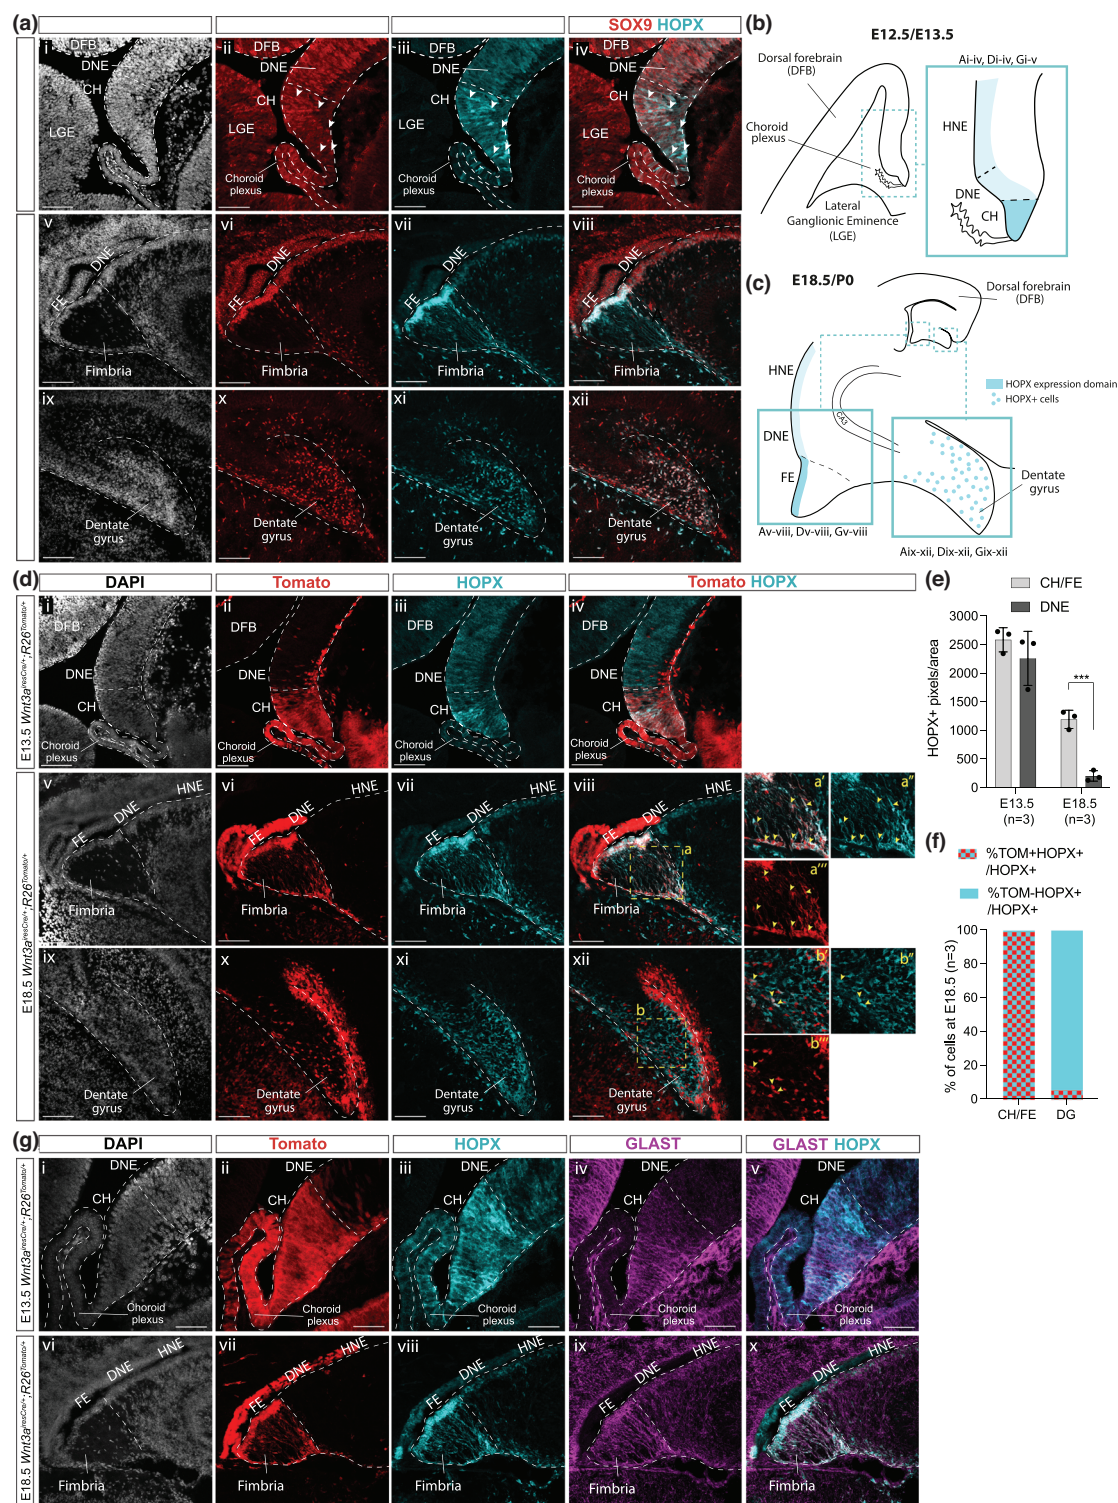 (a)
SOX9 HOPX
i
DFB
DNE
CH
LGE
ii
DFB
DNE
CH
LGE
Choroid
plexus
iii
DFB
DNE
CH
LGE
Choroid
plexus
iv
DFB
DNE
CH
LGE
Choroid
plexus
v
DNE
FE
Fimbria
vi
DNE
FE
Fimbria
vii
DNE
FE
Fimbria
viii
DNE
FE
Fimbria
ix
Dentate
gyrus
x
Dentate
gyrus
xi
Dentate
gyrus
xii
Dentate
gyrus
(b)
E12.5/E13.5
Dorsal forebrain
(DFB)
Choroid
plexus
Lateral
Ganglionic Eminence
(LGE)
Ai-iv, Di-iv, Gi-v
HNE
DNE
CH
(c)
E18.5/P0
Dorsal forebrain
(DFB)
HNE
DNE
FE
CA3
HOPX expression domain
HOPX+ cells
Dentate
gyrus
Av-viii, Dv-viii, Gv-viii
Aix-xii, Dix-xii, Gix-xii
(d)
DAPI
Tomato
HOPX
Tomato HOPX
E13.5 Wnt3a^iresCre/+;R26^Tomato/+
i
DFB
DNE
CH
Choroid
plexus
ii
DFB
DNE
CH
Choroid
plexus
iii
DFB
DNE
CH
Choroid
plexus
iv
DFB
DNE
CH
Choroid
plexus
E18.5 Wnt3a^iresCre/+;R26^Tomato/+
v
HNE
DNE
FE
Fimbria
vi
HNE
DNE
FE
Fimbria
vii
HNE
DNE
FE
Fimbria
viii
HNE
DNE
FE
a
Fimbria
a'
a''
a'''
ix
Dentate
gyrus
x
Dentate
gyrus
xi
Dentate
gyrus
xii
b
Dentate
gyrus
b'
b''
b'''
(e)
CH/FE
DNE
HOPX+ pixels/area
3000
2500
2000
1500
1000
500
0
***
E13.5
(n=3)
E18.5
(n=3)
(f)
%TOM+HOPX+
/HOPX+
%TOM-HOPX+
/HOPX+
% of cells at E18.5 (n=3)
100
80
60
40
20
0
CH/FE
DG
(g)
DAPI
Tomato
HOPX
GLAST
GLAST HOPX
E13.5 Wnt3a^iresCre/+;R26^Tomato/+
i
DNE
CH
Choroid
plexus
ii
DNE
CH
Choroid
plexus
iii
DNE
CH
Choroid
plexus
iv
DNE
CH
Choroid
plexus
v
DNE
CH
Choroid
plexus
E18.5 Wnt3a^iresCre/+;R26^Tomato/+
vi
HNE
DNE
FE
Fimbria
vii
HNE
DNE
FE
Fimbria
viii
HNE
DNE
FE
Fimbria
ix
HNE
DNE
FE
Fimbria
x
HNE
DNE
FE
Fimbria